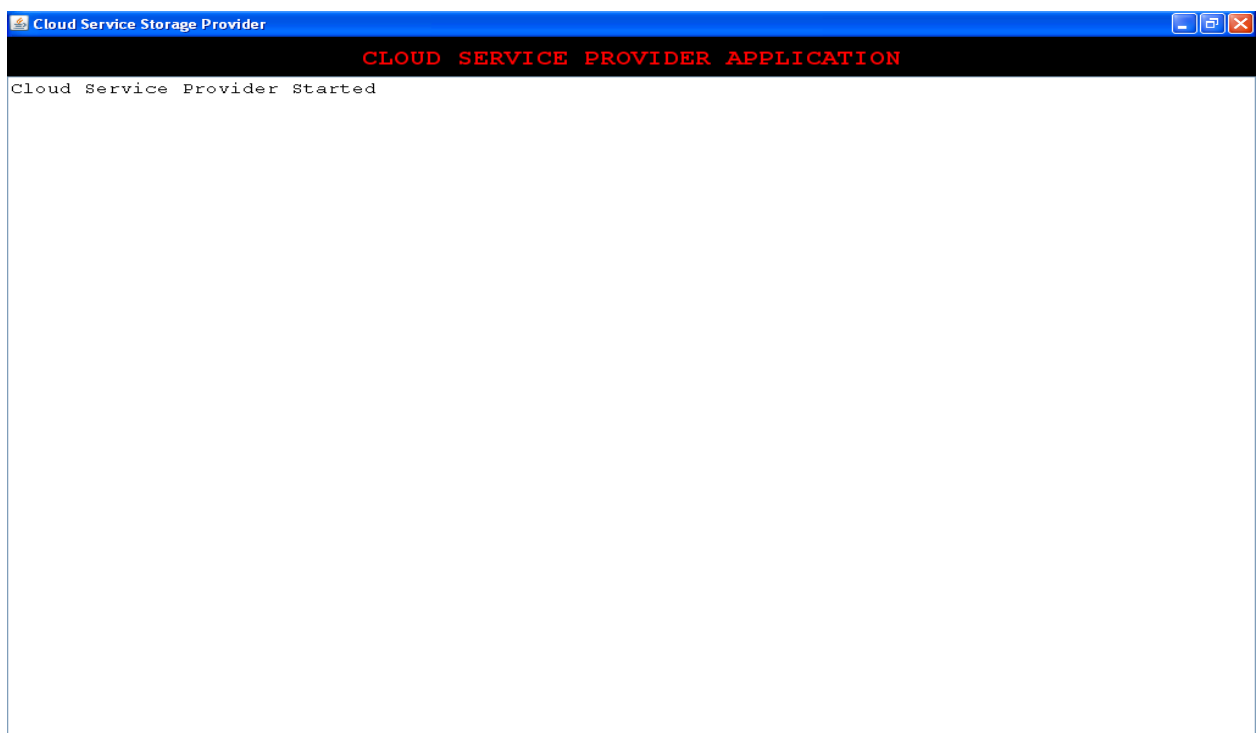 Cloud Service Storage Provider
CLOUD SERVICE PROVIDER APPLICATION
Cloud Service Provider Started